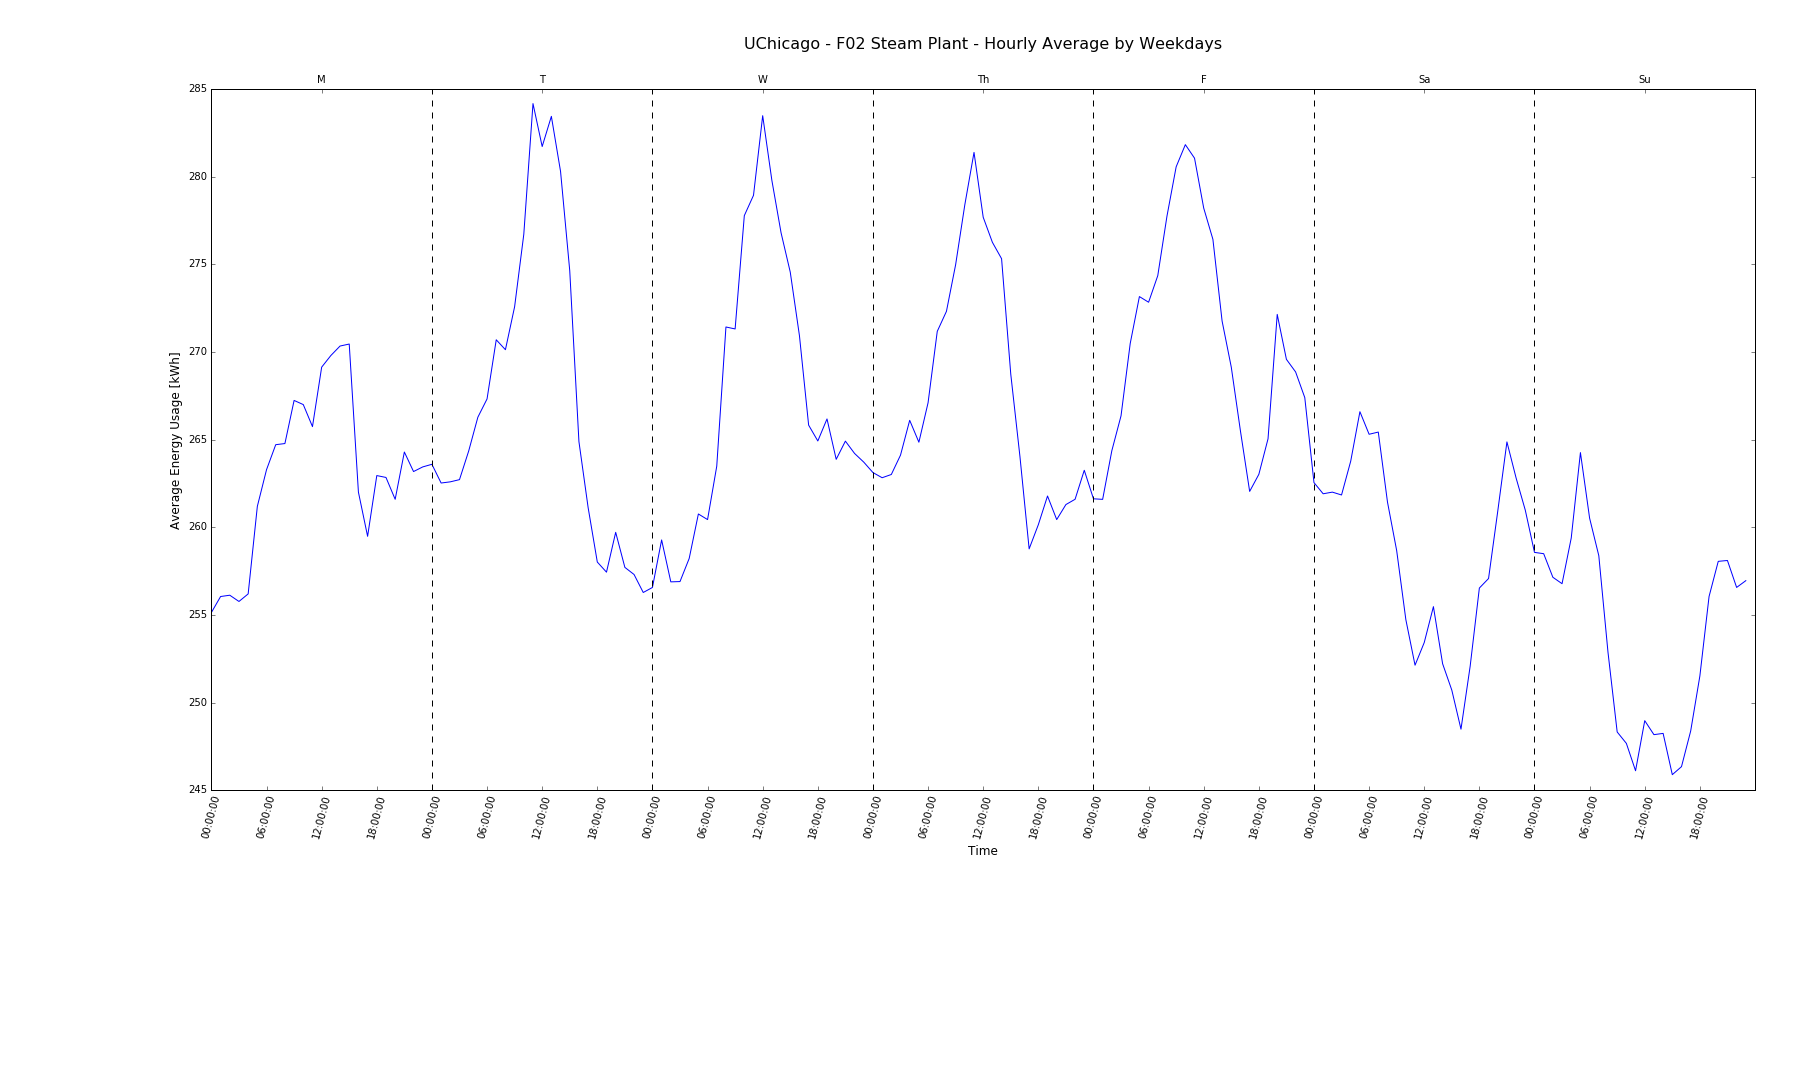 UChicago - F02 Steam Plant - Hourly Average by Weekdays
M T W Th F Sa Su
285
280
275
270
265
260
255
250
245
Average Energy Usage [kWh]
00:00:00 06:00:00 12:00:00 18:00:00 00:00:00 06:00:00 12:00:00 18:00:00 00:00:00 06:00:00 12:00:00 18:00:00 00:00:00 06:00:00 12:00:00 18:00:00 00:00:00 06:00:00 12:00:00 18:00:00 00:00:00 06:00:00 12:00:00 18:00:00 00:00:00 06:00:00 12:00:00 18:00:00
Time